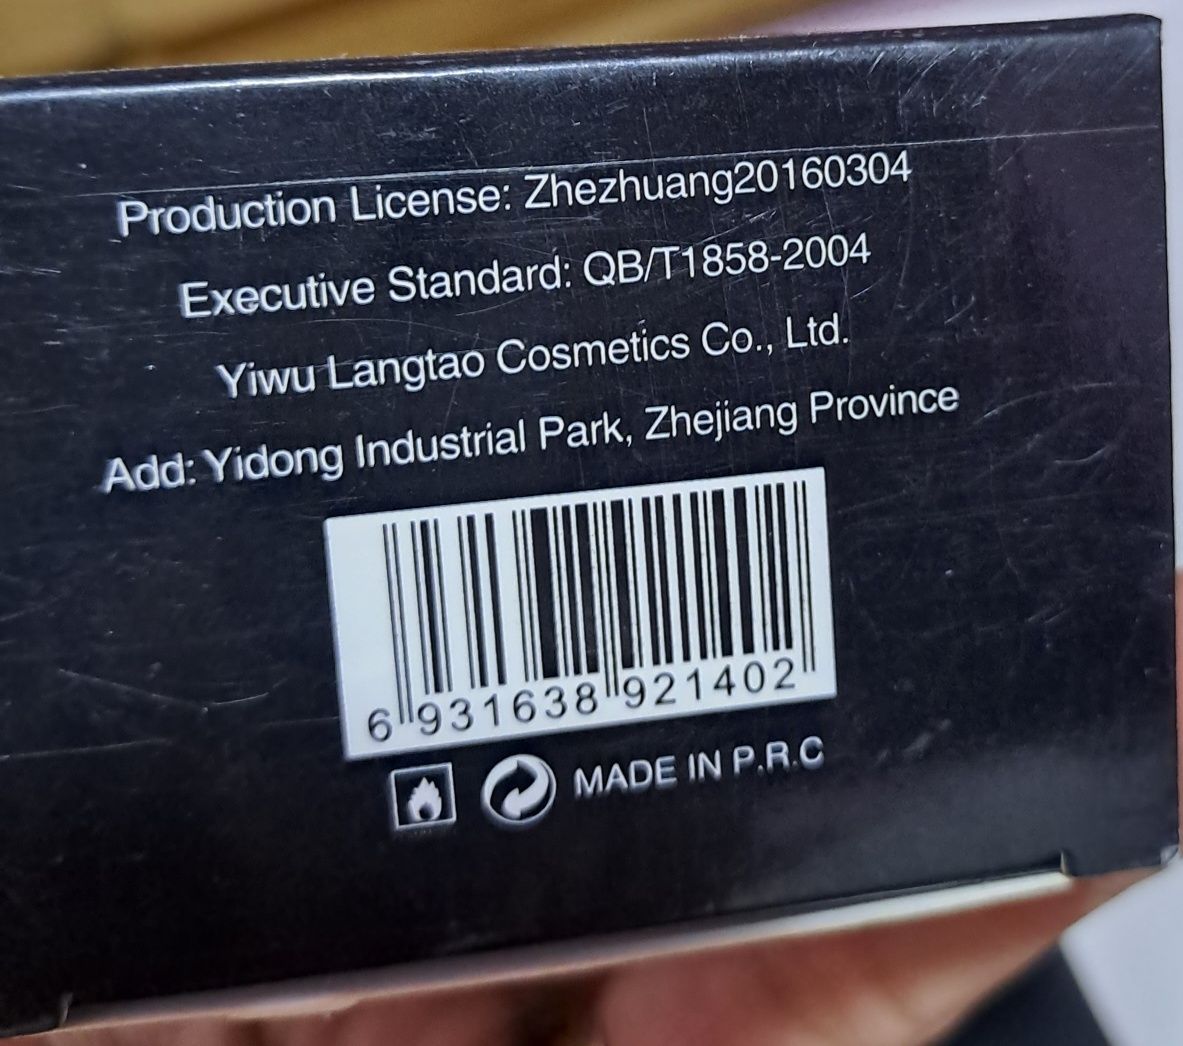 Production License: Zhezhuang20160304
Executive Standard: QB/T1858-2004
Yiwu Langtao Cosmetics Co., Ltd.
Add: Yidong Industrial Park, Zhejiang Province
6 931638 921402
MADE IN P.R.C